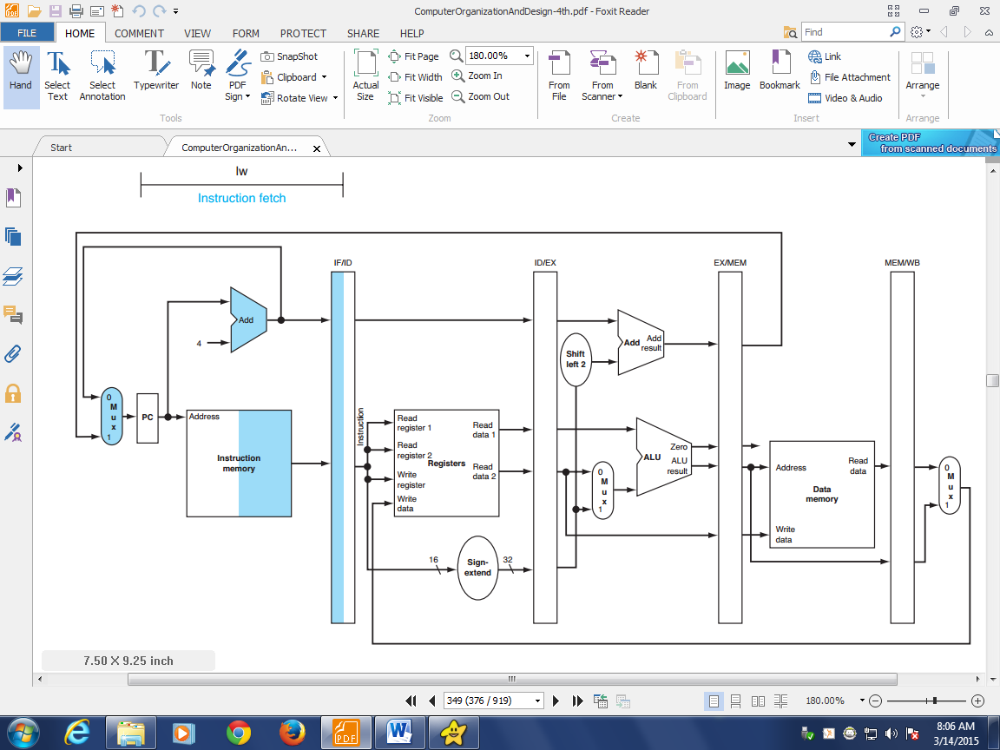 ComputerOrganizationAndDesign-4th.pdf - Foxit Reader
FILE HOME COMMENT VIEW FORM PROTECT SHARE HELP Find
Hand
Select Text
Select Annotation
Typewriter
Note
PDF Sign
SnapShot
Clipboard
Rotate View
Tools
Actual Size
Fit Page
Fit Width
Fit Visible
180.00%
Zoom In
Zoom Out
Zoom
From File
From Scanner
Blank
From Clipboard
Create
Image
Bookmark
Link
File Attachment
Video & Audio
Insert
Arrange
Arrange
Start
ComputerOrganizationAn...
Create PDF
from scanned documents
lw
Instruction fetch
IF/ID
ID/EX
EX/MEM
MEM/WB
Add
4
0
M
u
x
1
PC
Address
Instruction
memory
Instruction
Read
register 1
Read
register 2
Write
register
Write
data
Registers
Read
data 1
Read
data 2
16
Sign-
extend
32
Shift
left 2
Add
Add
result
0
M
u
x
1
ALU
Zero
ALU
result
Address
Read
data
Data
memory
Write
data
0
M
u
x
1
7.50 X 9.25 inch
349 (376 / 919)
180.00%
PDF
W
8:06 AM
3/14/2015